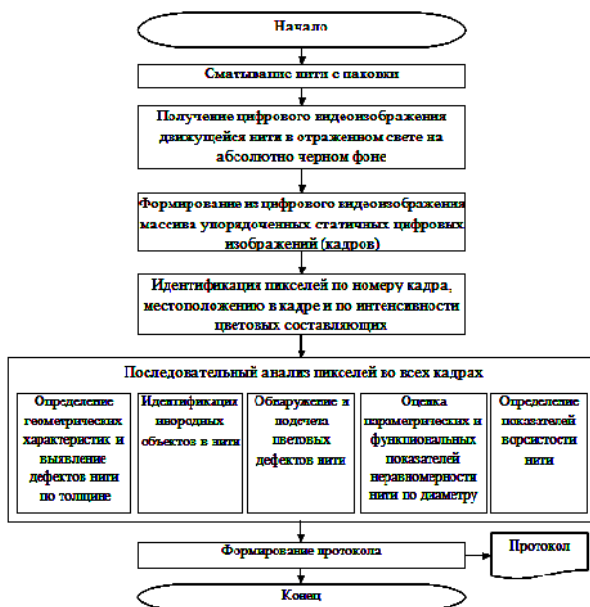 Начало
Сматывание нити с паковки
Получение цифрового видеоизображения
движущейся нити в отраженном свете на
абсолютно черном фоне
Формирование из цифрового видеоизображения
массива упорядоченных статичных цифровых
изображений (кадров)
Идентификация пикселей по номеру кадра,
местоположению в кадре и по интенсивности
цветовых составляющих
Последовательный анализ пикселей во всех кадрах
Определение
геометрических
характеристик и
выявление
дефектов нити
по толщине
Идентификация
инородных
объектов в нити
Обнаружение и
подсчета
цветовых
дефектов нити
Оценка
параметрических и
функциональных
показателей
неравномерности
нити по диаметру
Определение
показателей
ворсистости
нити
Формирование протокола
Протокол
Конец